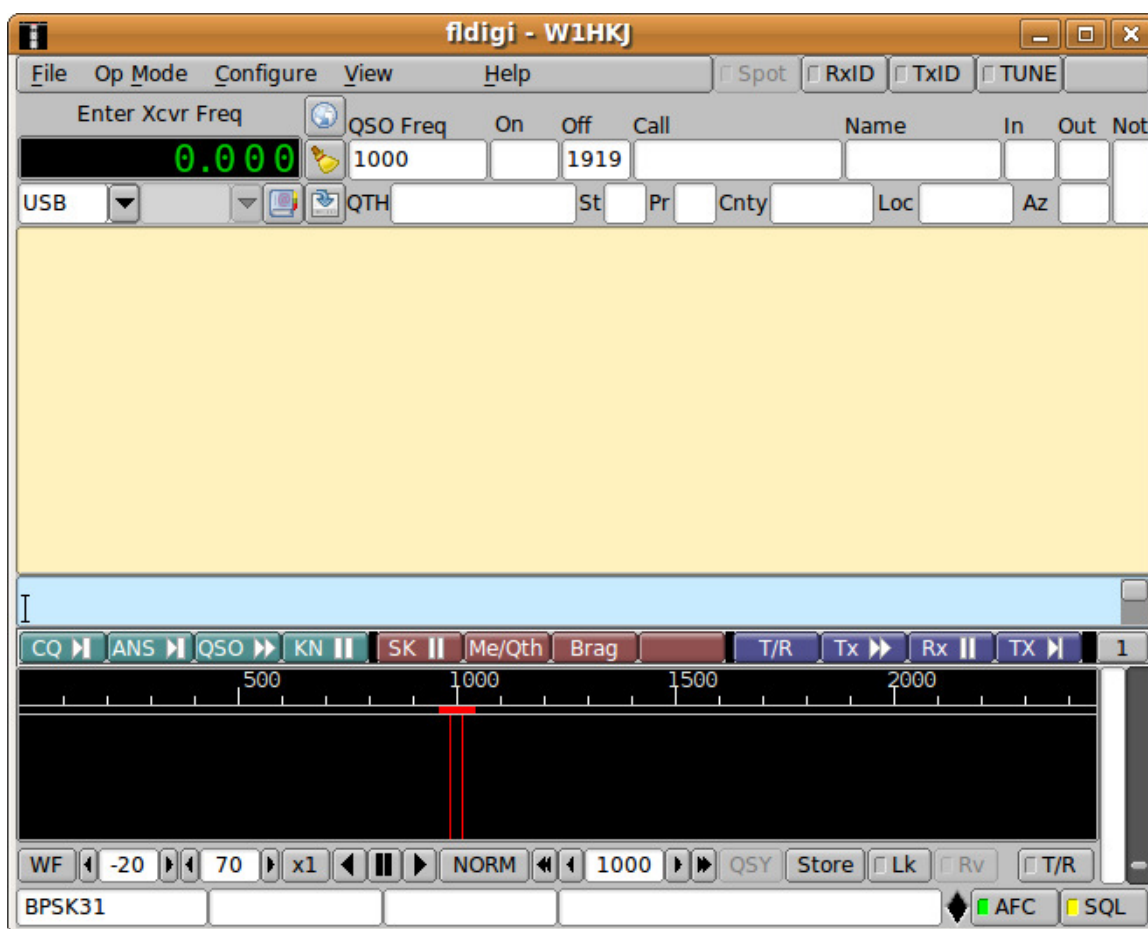 fldigi - W1HKJ
File Op Mode Configure View Help Spot RxID TxID TUNE
Enter Xcvr Freq
QSO Freq On Off Call Name In Out Not
0.000 1000 1919
USB QTH St Pr Cnty Loc Az
CQ ANS QSO KN SK Me/Qth Brag T/R Tx Rx TX 1
500 1000 1500 2000
WF -20 70 x1 NORM 1000 QSY Store Lk Rv T/R
BPSK31 AFC SQL